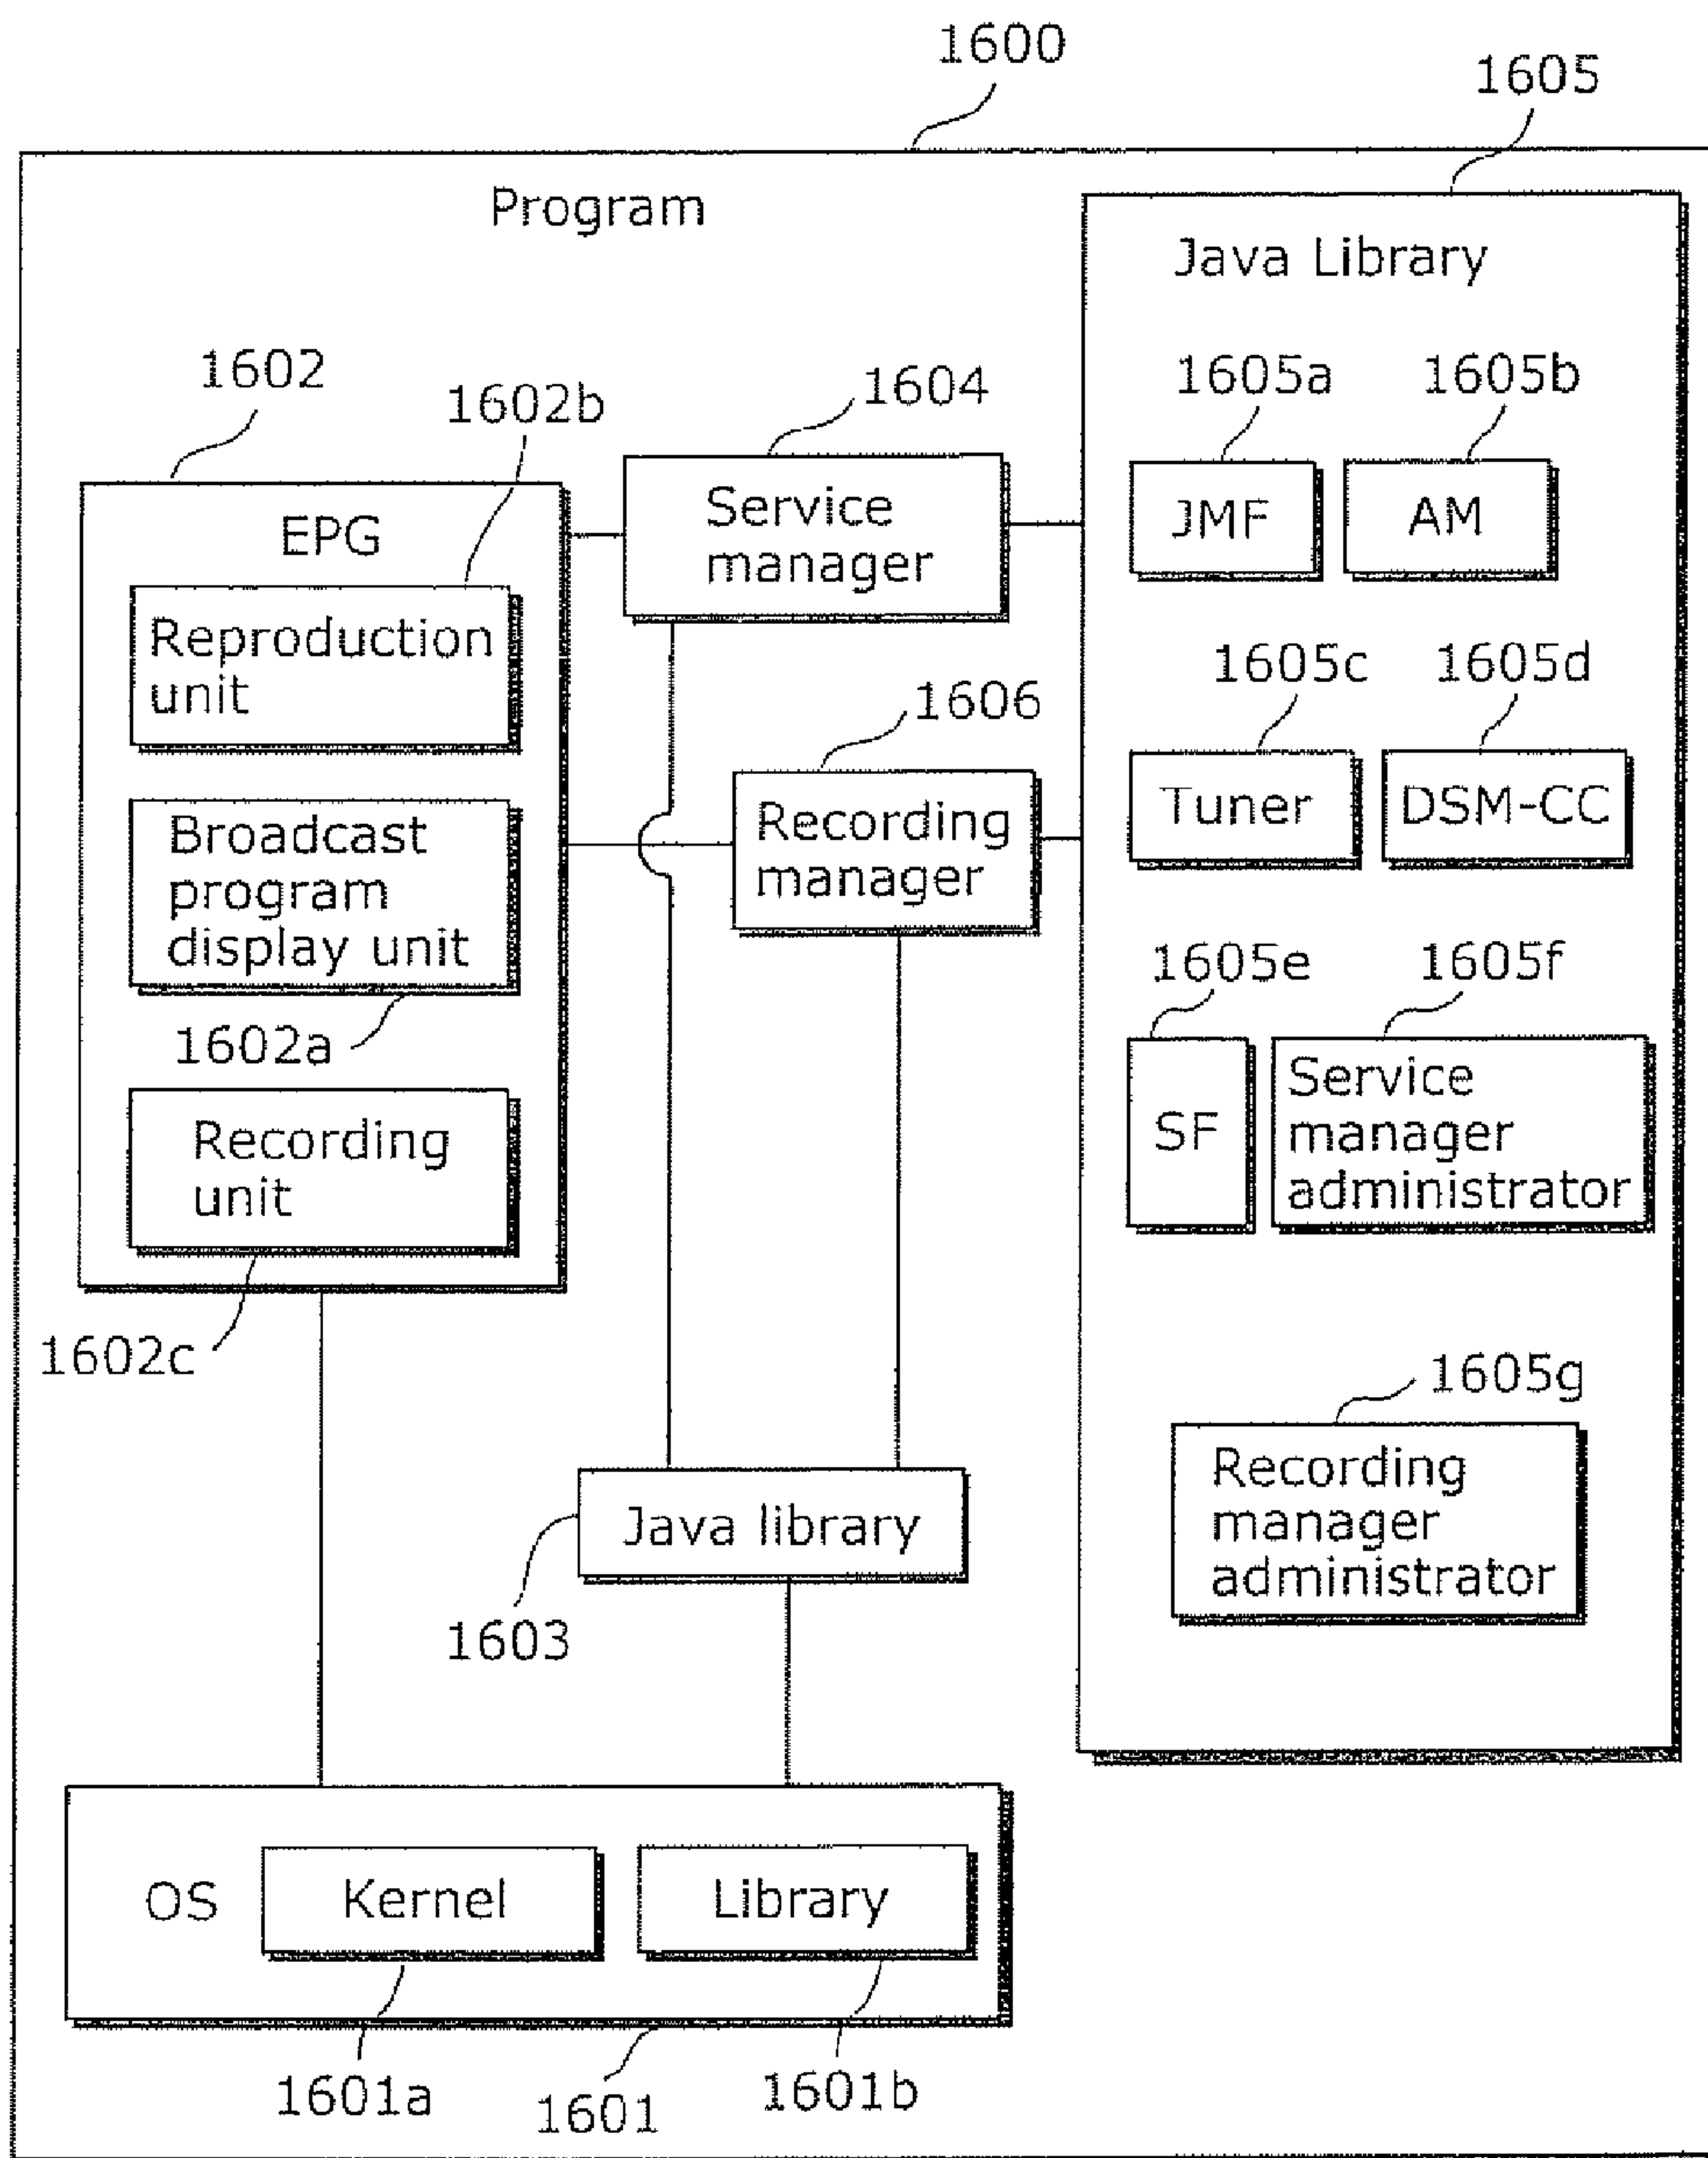 1600
1605
Program
Java Library
1602
1602b
1604
1605a
1605b
EPG
Service
manager
JMF
AM
Reproduction
unit
1605c
1605d
1606
Tuner
DSM-CC
Broadcast
program
display unit
Recording
manager
1602a
1605e
1605f
SF
Service
manager
administrator
Recording
unit
1602c
1605g
Recording
manager
administrator
Java library
1603
OS
Kernel
Library
1601a
1601
1601b